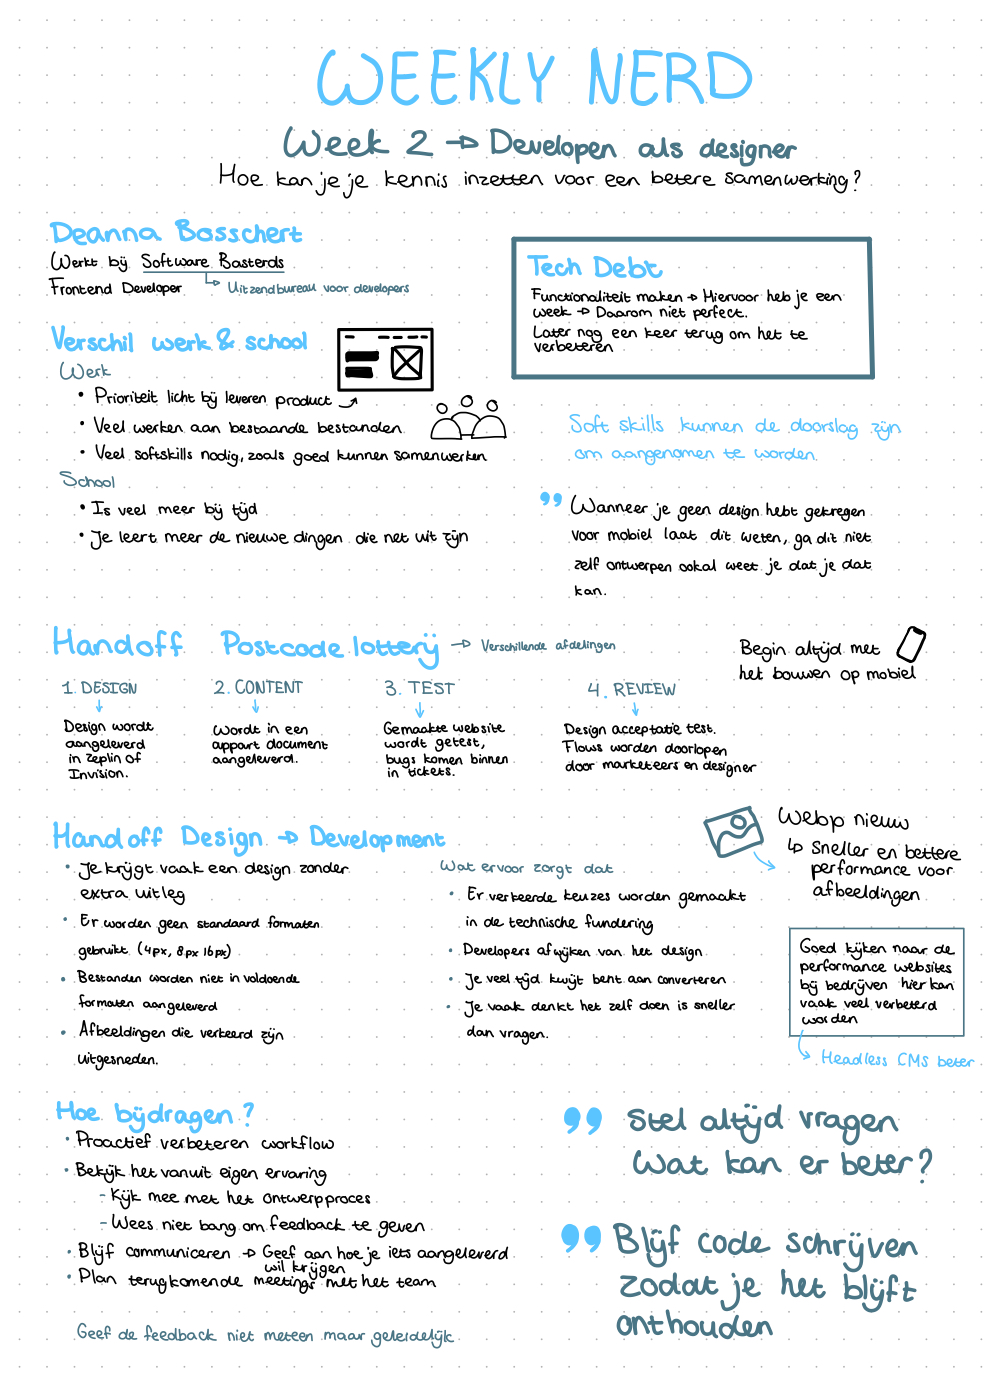 WEEKLY NERD
Week 2 → Developen als designer
Hoe kan je je kennis inzetten voor een betere samenwerking?
Deanna Bosschert
Werkt bij Software Basterds
Frontend Developer
Uitzendbureau voor developers
Tech Debt
Functionaliteit maken → Hiervoor heb je een
week → Daarom niet perfect.
Later nog een keer terug om het te
verbeteren
Verschil werk & school
Werk
• Prioriteit licht bij leveren product
• Veel werken aan bestaande bestanden
• Veel softskills nodig, zoals goed kunnen samenwerken
School
• Is veel meer bij tijd
• Je leert meer de nieuwe dingen die net uit zijn
Soft skills kunnen de doorslag zijn
om aangenomen te worden
" Wanneer je geen design hebt gekregen
voor mobiel laat dit weten, ga dit niet
zelf ontwerpen ookal weet je dat je dat
kan.
Handoff Postcode lotterij → Verschillende afdelingen
Begin altijd met
het bouwen op mobiel
1. DESIGN
Design wordt
aangeleverd
in Zeplin of
Invision.
2. CONTENT
Wordt in een
appart document
aangeleverd.
3. TEST
Gemaakte website
wordt getest,
bugs komen binnen
in tickets.
4. REVIEW
Design acceptatie test.
Flows worden doorlopen
door marketeers en designer
Handoff Design → Development
• Je krijgt vaak een design zonder
extra uitleg
• Er worden geen standaard formaten
gebruikt (4px, 8px 16px)
• Bestanden worden niet in voldoende
formaten aangeleverd
• Afbeeldingen die verkeerd zijn
uitgesneden.
Wat ervoor zorgt dat
• Er verkeerde keuzes worden gemaakt
in de technische fundering
• Developers afwijken van het design
• Je veel tijd kwijt bent aan converteren
• Je vaak denkt het zelf doen is sneller
dan vragen.
Webp nieuw
↳ Sneller en bettere
performance voor
afbeeldingen
Goed kijken naar de
performance websites
bij bedrijven hier kan
vaak veel verbeterd
worden
Headless CMS beter
Hoe bijdragen?
• Proactief verbeteren workflow
• Bekijk het vanuit eigen ervaring
- Kijk mee met het ontwerpproces
- Wees niet bang om feedback te geven
• Blijf communiceren → Geef aan hoe je iets aangeleverd
wil krijgen
• Plan terugkomende meetings met het team
Geef de feedback niet meteen maar geleidelijk
" Stel altijd vragen
Wat kan er beter?
" Blijf code schrijven
zodat je het blijft
onthouden